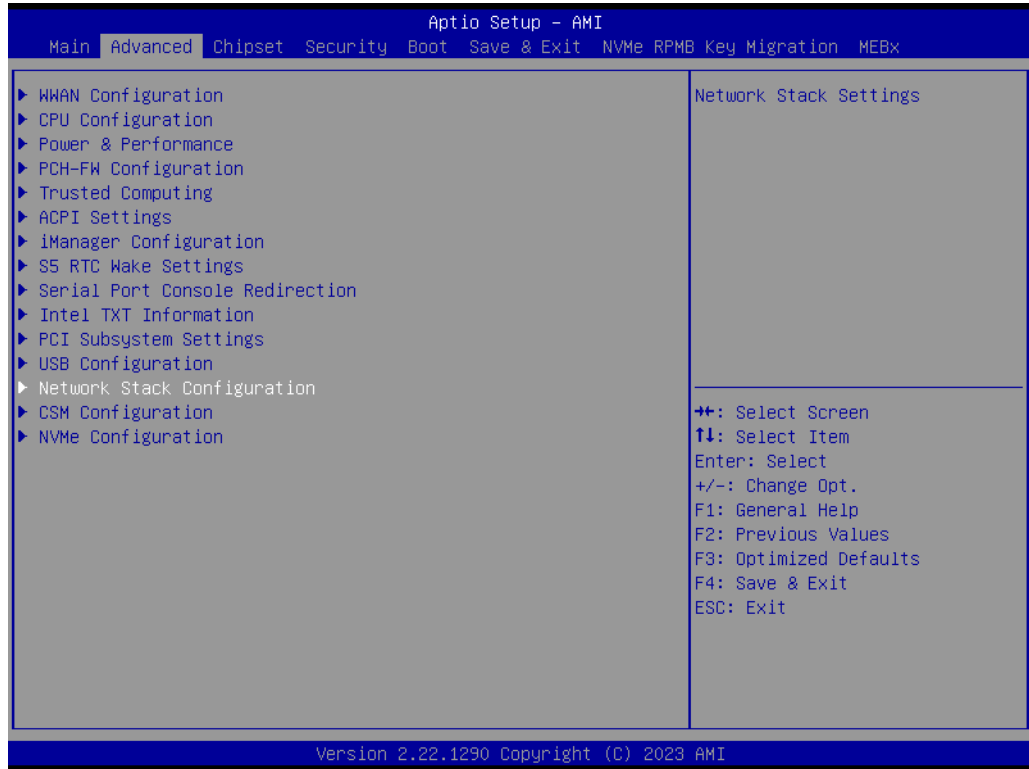 Aptio Setup – AMI
Main Advanced Chipset Security Boot Save & Exit NVMe RPMB Key Migration MEBx
▶ WWAN Configuration
▶ CPU Configuration
▶ Power & Performance
▶ PCH-FW Configuration
▶ Trusted Computing
▶ ACPI Settings
▶ iManager Configuration
▶ S5 RTC Wake Settings
▶ Serial Port Console Redirection
▶ Intel TXT Information
▶ PCI Subsystem Settings
▶ USB Configuration
▶ Network Stack Configuration
▶ CSM Configuration
▶ NVMe Configuration
Network Stack Settings
→←: Select Screen
↑↓: Select Item
Enter: Select
+/-: Change Opt.
F1: General Help
F2: Previous Values
F3: Optimized Defaults
F4: Save & Exit
ESC: Exit
Version 2.22.1290 Copyright (C) 2023 AMI